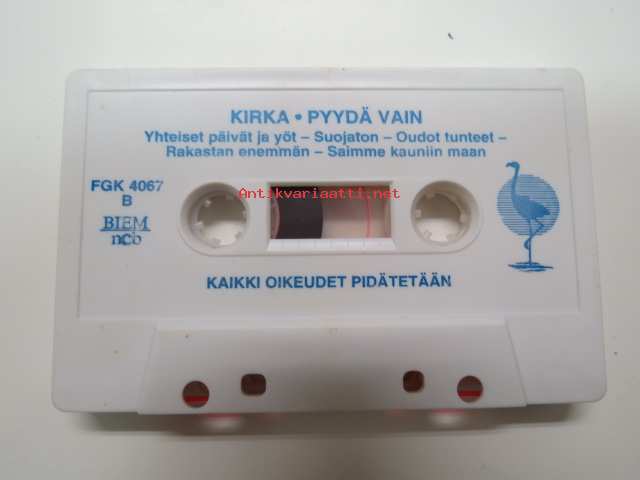 KIRKA • PYYDÄ VAIN
Yhteiset päivät ja yöt – Suojaton – Oudot tunteet –
Rakastan enemmän – Saimme kauniin maan
FGK 4067
B
BIEM
ncb
Antikvariaatti.net
KAIKKI OIKEUDET PIDÄTETÄÄN